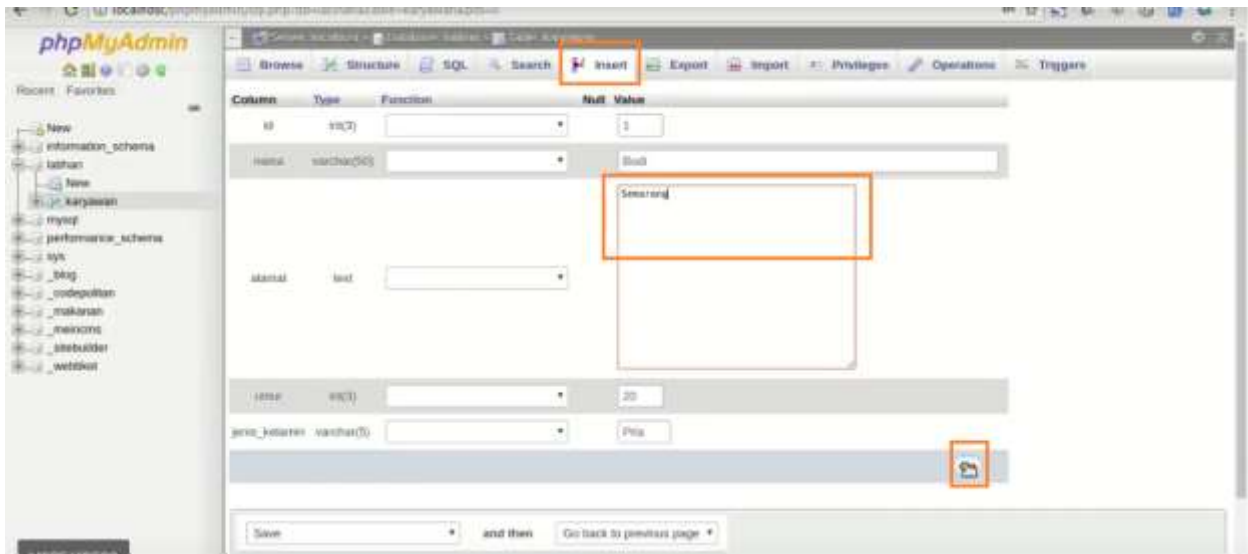 phpMyAdmin
Recent Favorites
New
information_schema
latihan
New
karyawan
mysql
performance_schema
sys
_blog
_codepolitan
_makanan
_meixcms
_sitebuilder
Browse Structure SQL Search Insert Export Import Privileges Operations Triggers
Column Type Function Null Value
id int(3) 1
nama varchar(50) Budi
Semarang
alamat text
umur int(3) 20
jenis_kelamin varchar(5) Pria
Save and then Go back to previous page